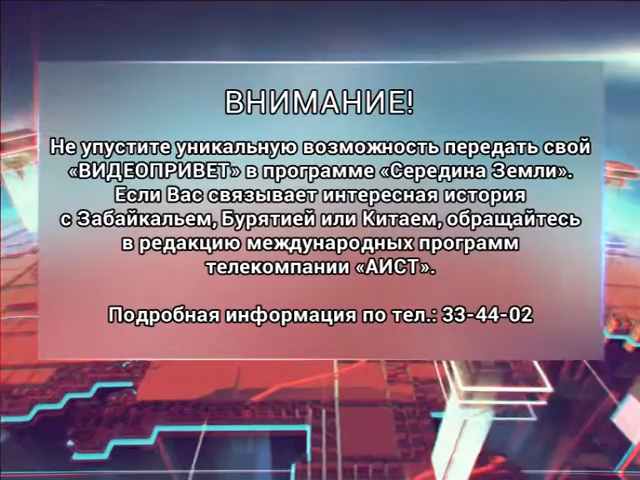 ВНИМАНИЕ!
Не упустите уникальную возможность передать свой
«ВИДЕОПРИВЕТ» в программе «Середина Земли».
Если Вас связывает интересная история
с Забайкальем, Бурятией или Китаем, обращайтесь
в редакцию международных программ
телекомпании «АИСТ».
Подробная информация по тел.: 33-44-02